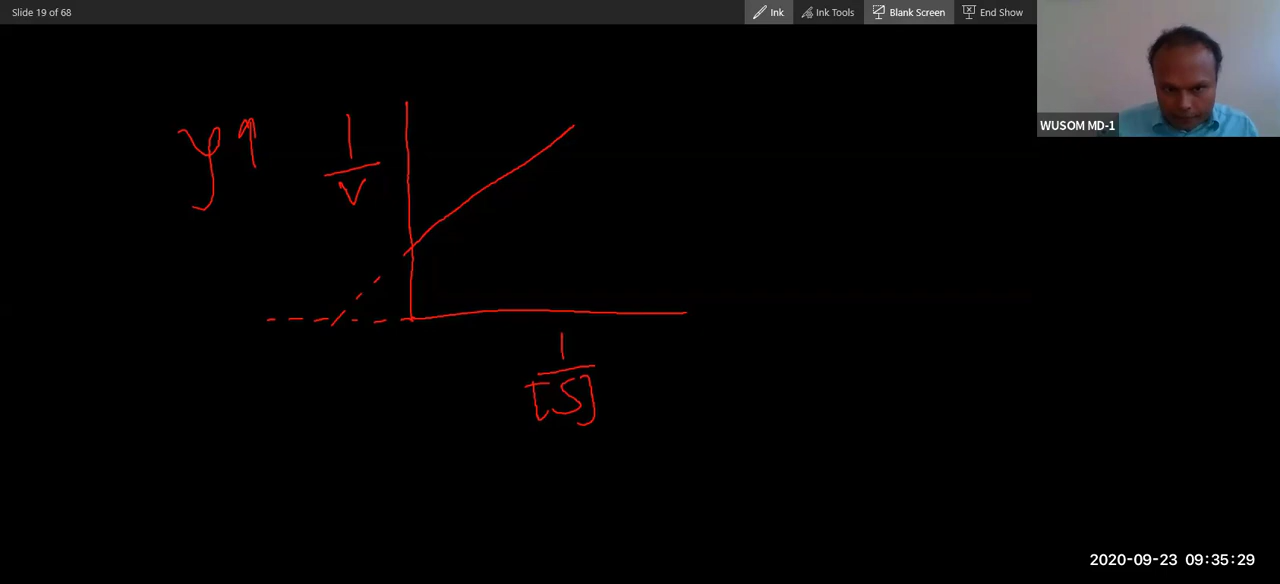 Slide 19 of 68
Ink
Ink Tools
Blank Screen
End Show
WUSOM MD-1
1
V
1
[S]
2020-09-23 09:35:29